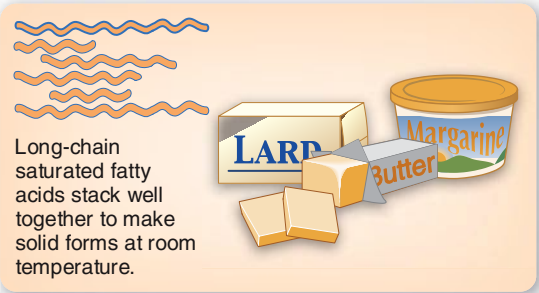 Long-chain
saturated fatty
acids stack well
together to make
solid forms at room
temperature.
LARD
Butter
Margarine